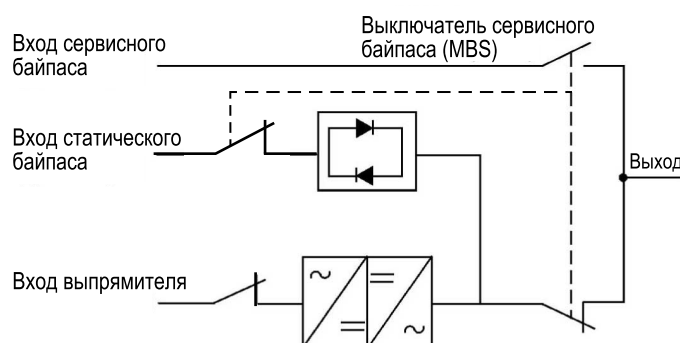 Вход сервисного
байпаса
Выключатель сервисного
байпаса (MBS)
Вход статического
байпаса
Выход
Вход выпрямителя